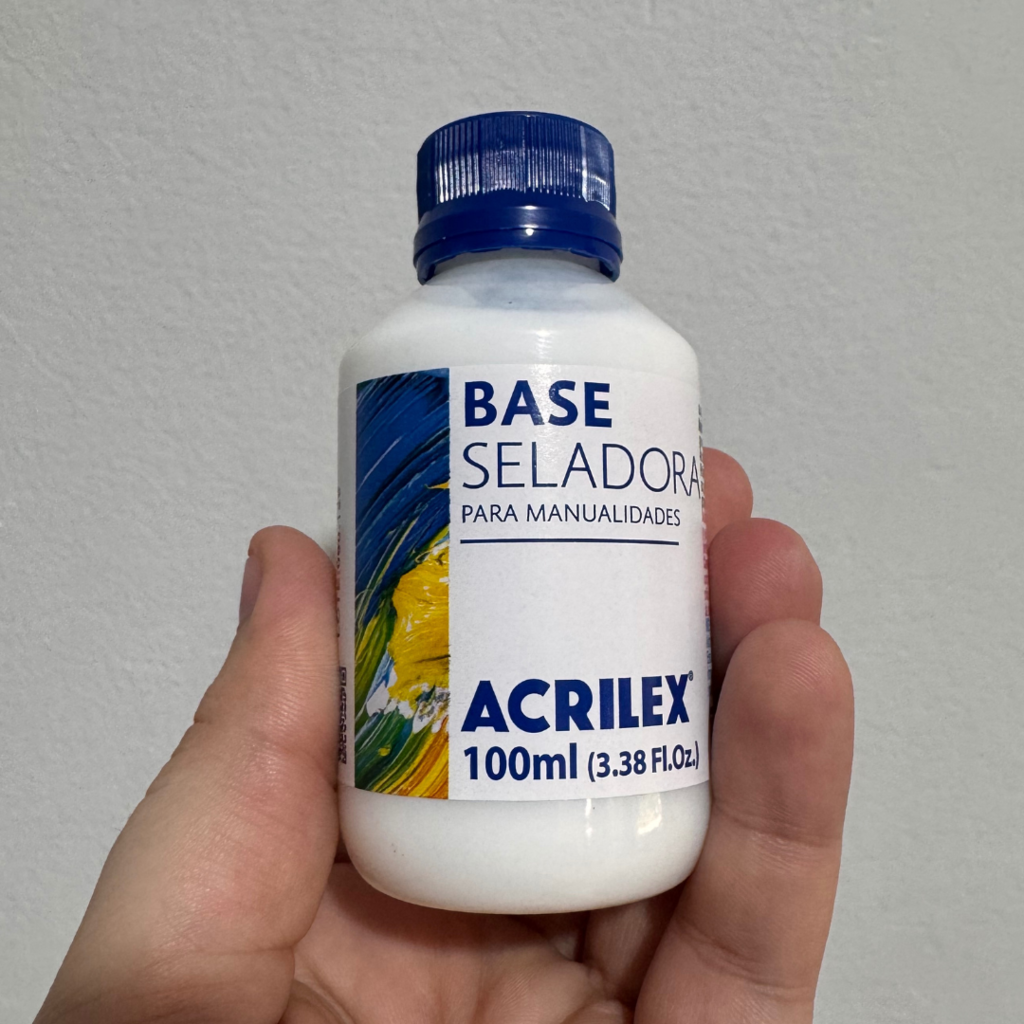 BASE
SELADORA
PARA MANUALIDADES
ACRILEX®
100ml (3.38 Fl.Oz.)